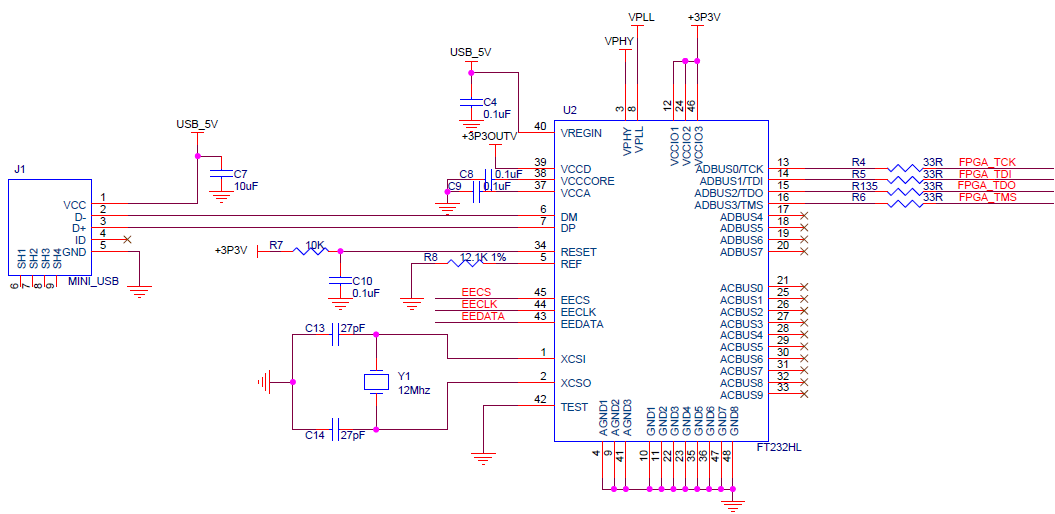 VPLL
+3P3V
VPHY
USB_5V
C4
0.1uF
U2
3
8
12
24
46
VPHY
VPLL
VCCIO1
VCCIO2
VCCIO3
40
VREGIN
+3P3OUTV
USB_5V
C7
10uF
39
VCCD
0.1uF
38
VCCCORE
C8
37
VCCA
C9
0.1uF
J1
VCC
1
D-
2
D+
3
ID
4
GND
5
SH1
SH2
SH3
SH4
6
7
8
9
MINI_USB
6
DM
7
DP
+3P3V
R7
10K
34
RESET
R8
12.1K 1%
5
REF
C10
0.1uF
EECS
45
EECS
EECLK
44
EECLK
EEDATA
43
EEDATA
C13
27pF
1
XCSI
Y1
12Mhz
2
XCSO
C14
27pF
42
TEST
ADBUS0/TCK
13
R4
33R
FPGA_TCK
ADBUS1/TDI
14
R5
33R
FPGA_TDI
ADBUS2/TDO
15
R135
33R
FPGA_TDO
ADBUS3/TMS
16
R6
33R
FPGA_TMS
ADBUS4
17
ADBUS5
18
ADBUS6
19
ADBUS7
20
ACBUS0
21
ACBUS1
25
ACBUS2
26
ACBUS3
27
ACBUS4
28
ACBUS5
29
ACBUS6
30
ACBUS7
31
ACBUS8
32
ACBUS9
33
AGND1
AGND2
AGND3
GND1
GND2
GND3
GND4
GND5
GND6
GND7
GND8
FT232HL
4
9
41
10
11
22
23
35
36
47
48